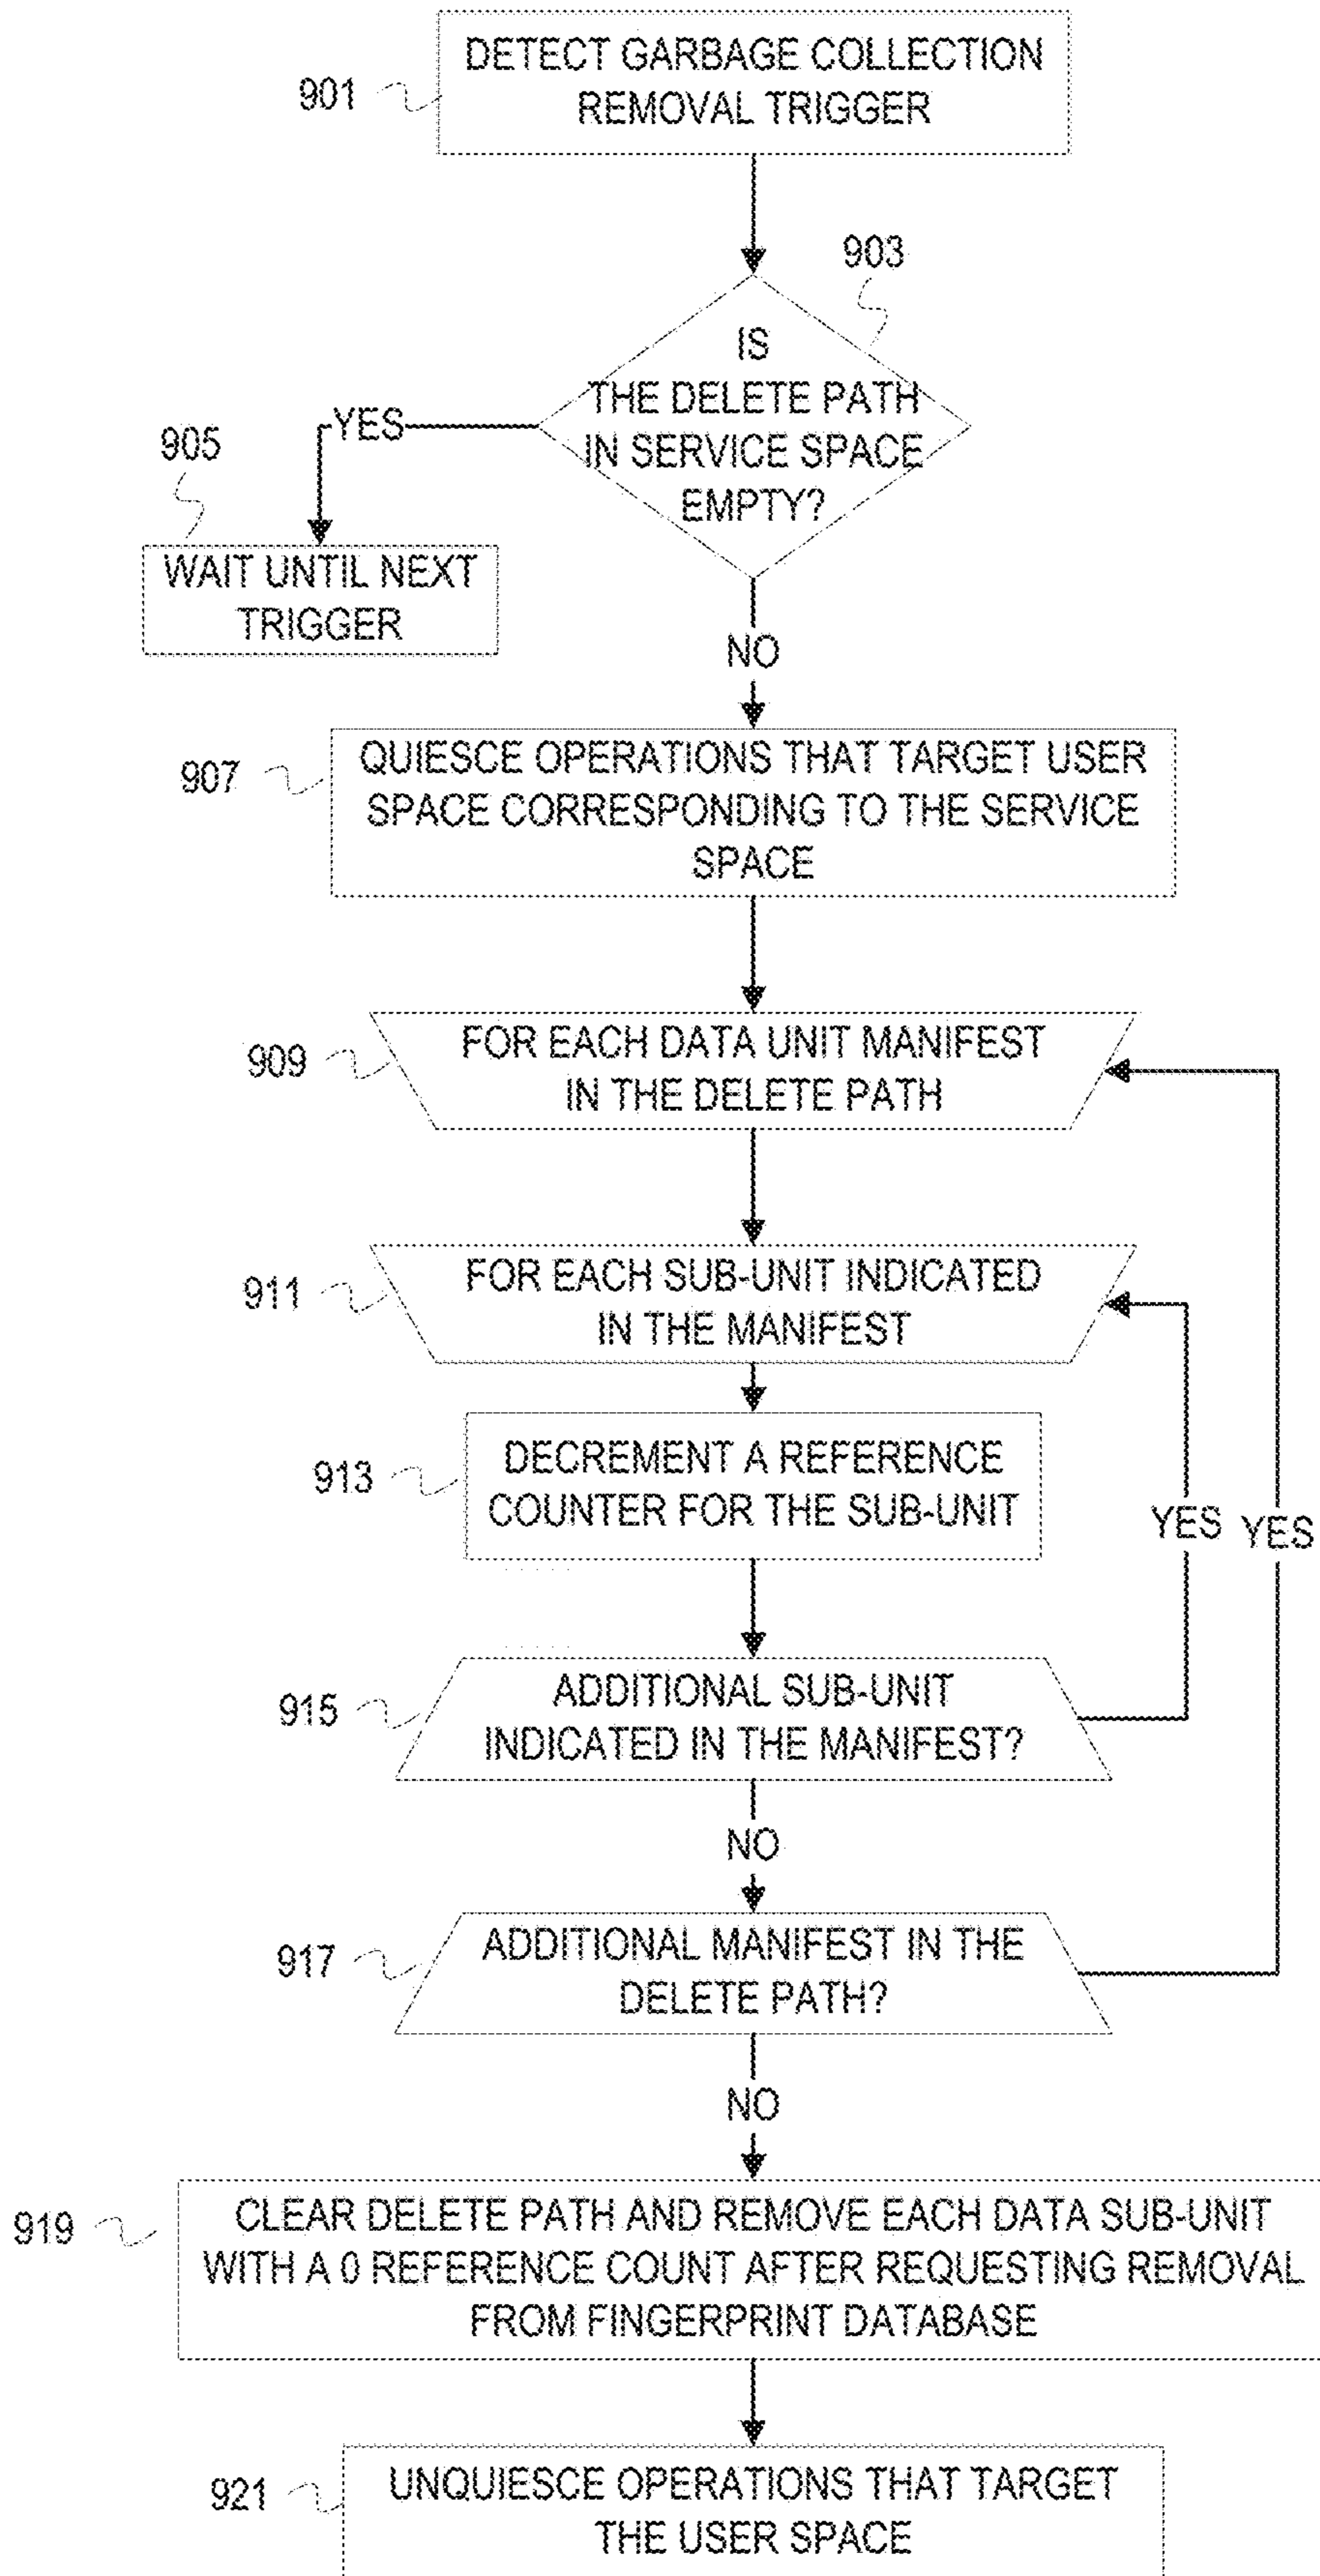 DETECT GARBAGE COLLECTION
REMOVAL TRIGGER
901
903
IS
THE DELETE PATH
IN SERVICE SPACE
EMPTY?
YES
905
WAIT UNTIL NEXT
TRIGGER
NO
907
QUIESCE OPERATIONS THAT TARGET USER
SPACE CORRESPONDING TO THE SERVICE
SPACE
909
FOR EACH DATA UNIT MANIFEST
IN THE DELETE PATH
911
FOR EACH SUB-UNIT INDICATED
IN THE MANIFEST
913
DECREMENT A REFERENCE
COUNTER FOR THE SUB-UNIT
YES
YES
915
ADDITIONAL SUB-UNIT
INDICATED IN THE MANIFEST?
NO
917
ADDITIONAL MANIFEST IN THE
DELETE PATH?
NO
919
CLEAR DELETE PATH AND REMOVE EACH DATA SUB-UNIT
WITH A 0 REFERENCE COUNT AFTER REQUESTING REMOVAL
FROM FINGERPRINT DATABASE
921
UNQUIESCE OPERATIONS THAT TARGET
THE USER SPACE